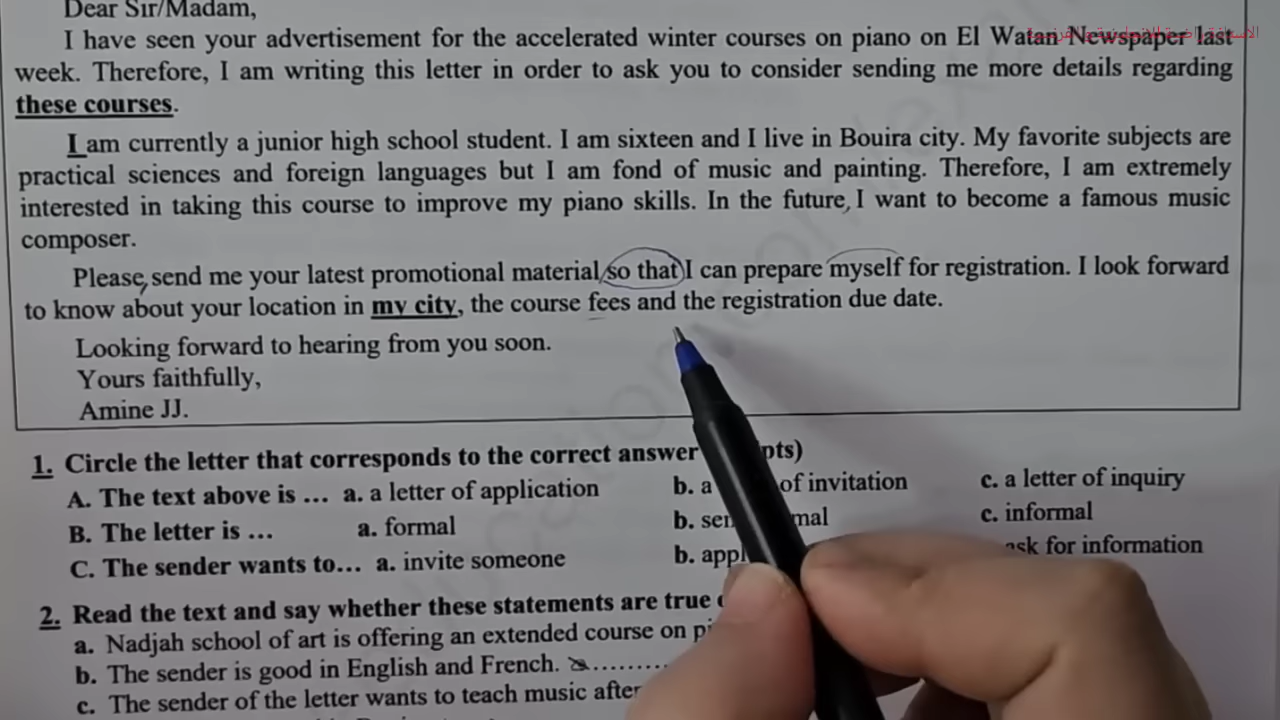 Dear Sir/Madam,
I have seen your advertisement for the accelerated winter courses on piano on El Watan Newspaper last
week. Therefore, I am writing this letter in order to ask you to consider sending me more details regarding
these courses.
I am currently a junior high school student. I am sixteen and I live in Bouira city. My favorite subjects are
practical sciences and foreign languages but I am fond of music and painting. Therefore, I am extremely
interested in taking this course to improve my piano skills. In the future, I want to become a famous music
composer.
Please, send me your latest promotional material so that I can prepare myself for registration. I look forward
to know about your location in my city, the course fees and the registration due date.
Looking forward to hearing from you soon.
Yours faithfully,
Amine JJ.
1. Circle the letter that corresponds to the correct answer pts)
A. The text above is ... a. a letter of application b. a of invitation c. a letter of inquiry
B. The letter is ... a. formal b. c. informal
C. The sender wants to... a. invite someone b. ask for information
2. Read the text and say whether these statements are true
a. Nadjah school of art is offering an extended course on
b. The sender is good in English and French. ..........
c. The sender of the letter wants to teach music after